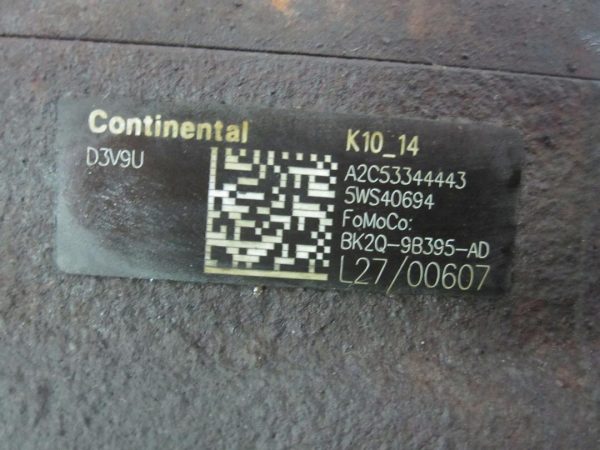 Continental
D3V9U
K10_14
A2C53344443
5WS40694
FoMoCo:
BK2Q-9B395-AD
L27/00607